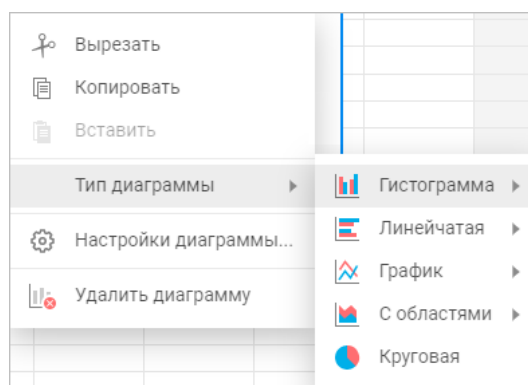 Вырезать
Копировать
Вставить
Тип диаграммы
Настройки диаграммы...
Удалить диаграмму
Гистограмма
Линейчатая
График
С областями
Круговая